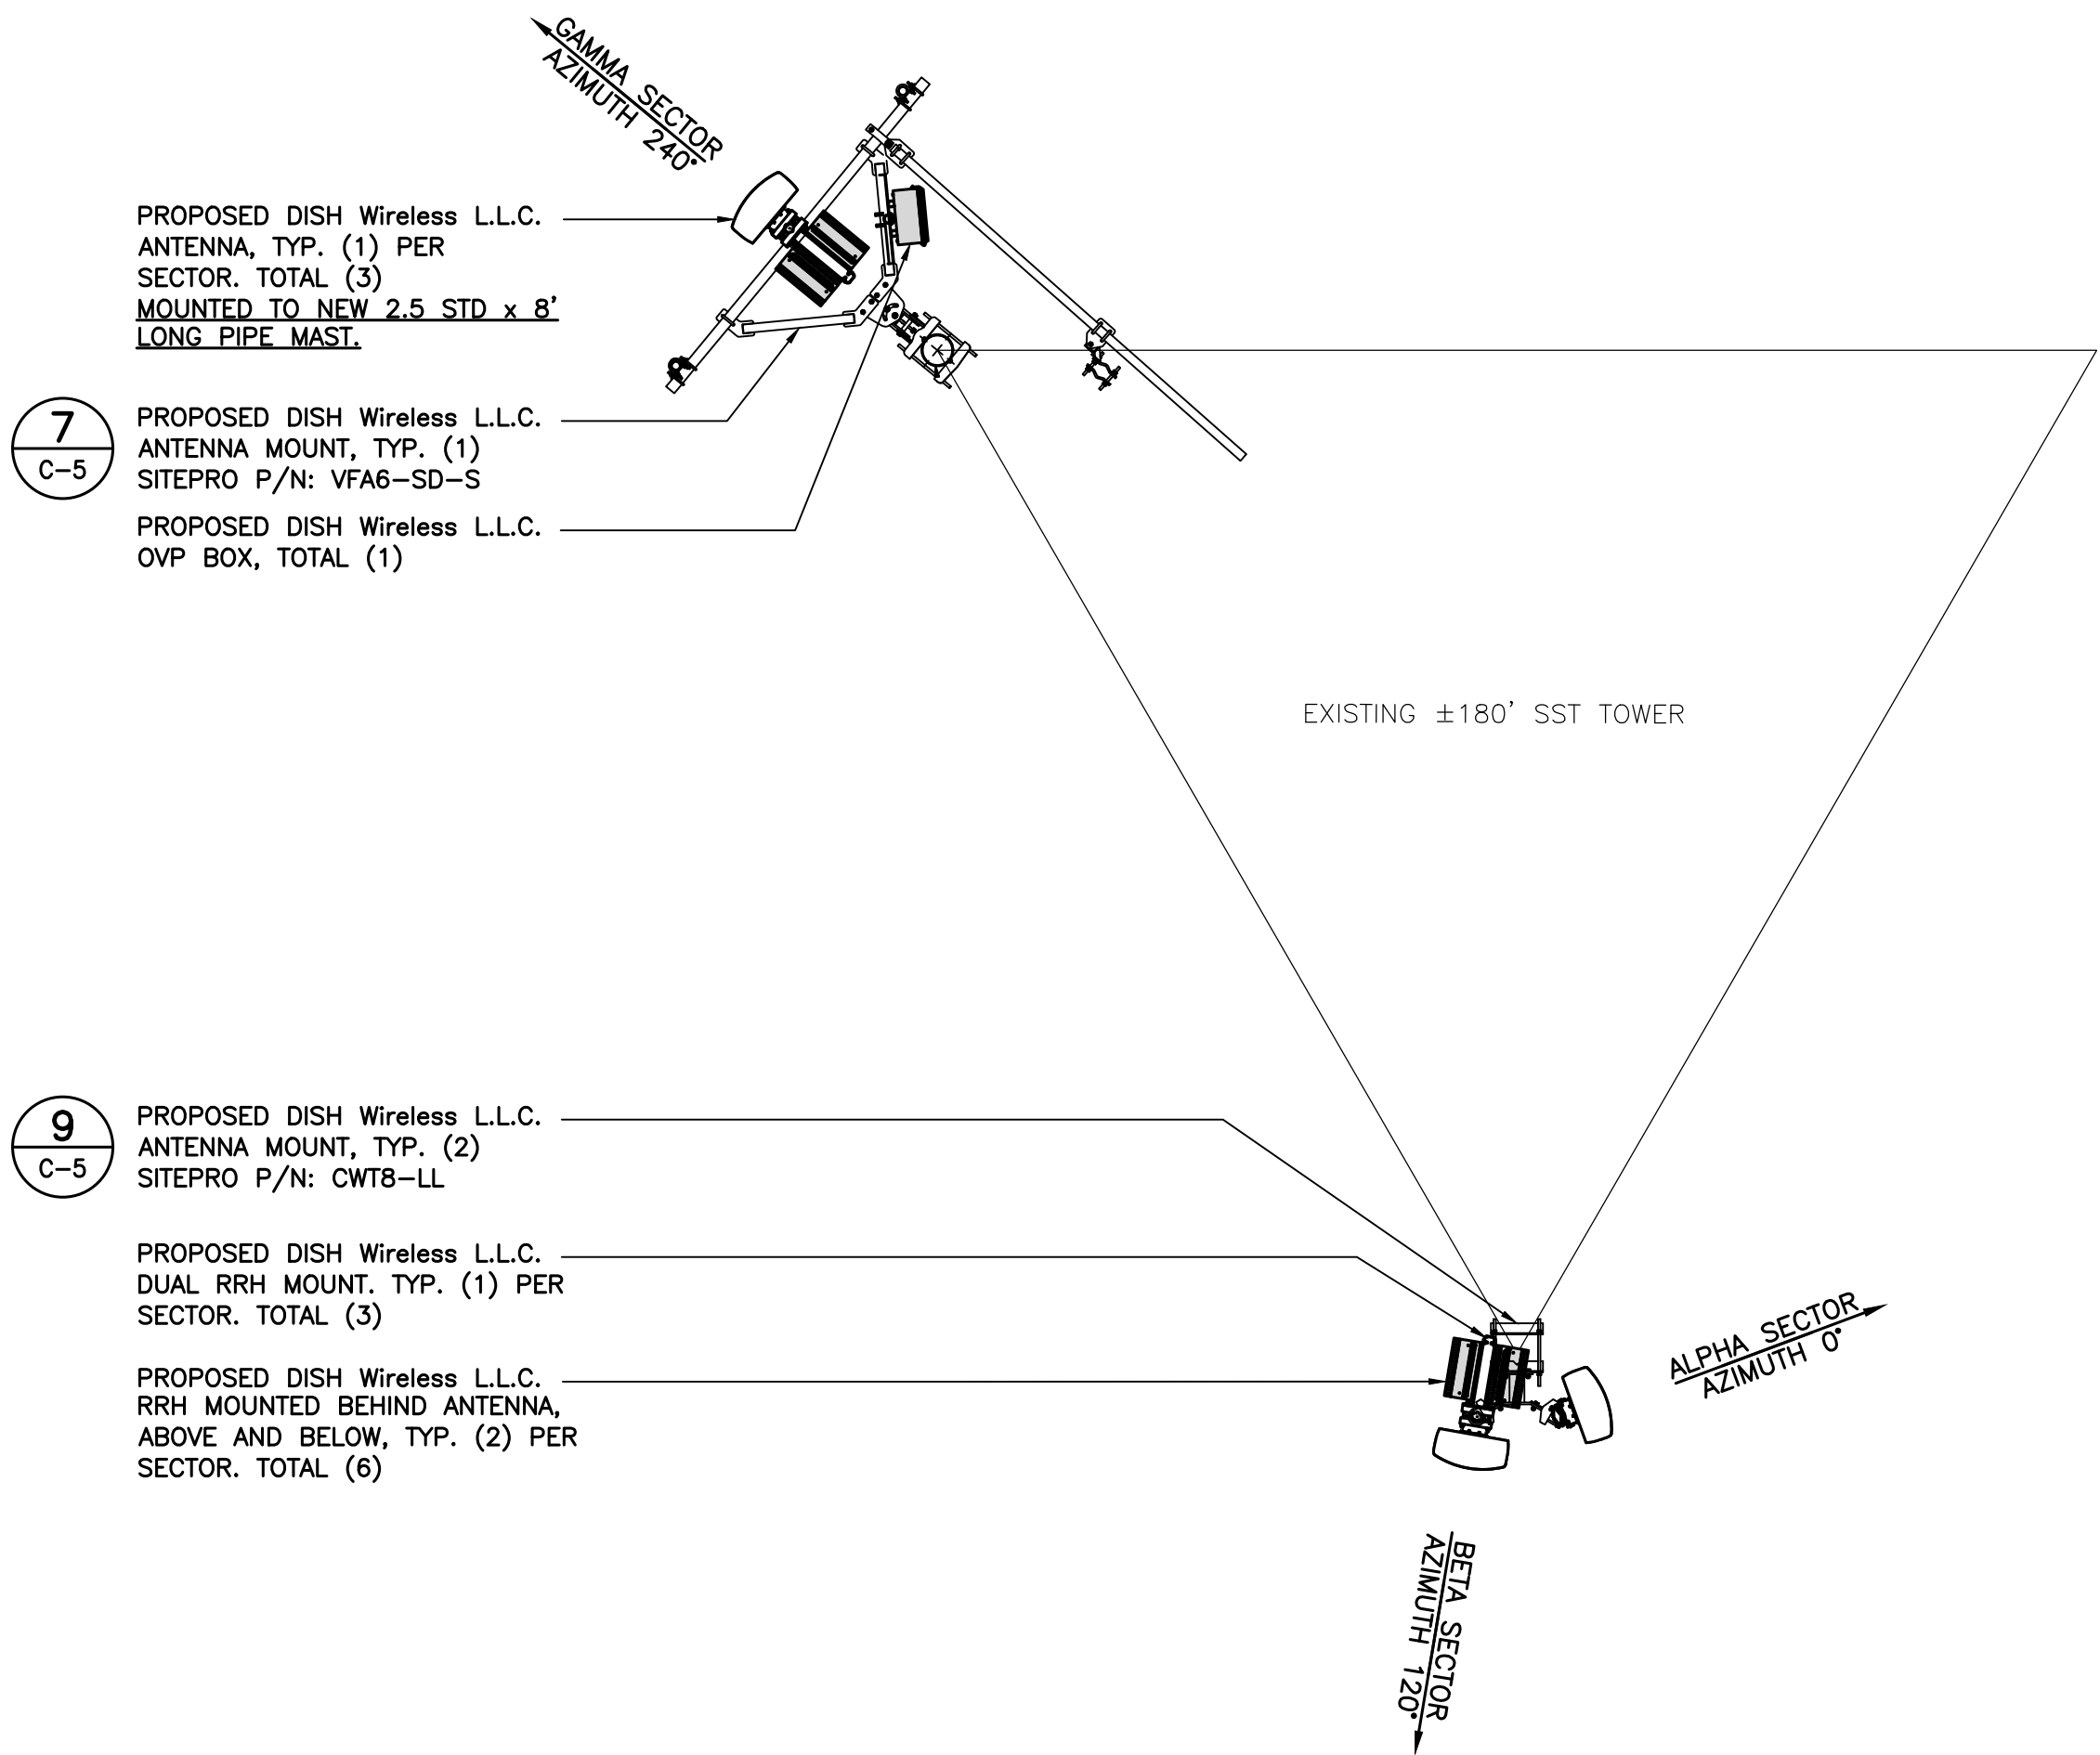 GAMMA SECTOR
AZIMUTH 240°
PROPOSED DISH Wireless L.L.C.
ANTENNA, TYP. (1) PER
SECTOR. TOTAL (3)
MOUNTED TO NEW 2.5 STD x 8'
LONG PIPE MAST.
7
C-5
PROPOSED DISH Wireless L.L.C.
ANTENNA MOUNT, TYP. (1)
SITEPRO P/N: VFA6-SD-S
PROPOSED DISH Wireless L.L.C.
OVP BOX, TOTAL (1)
EXISTING ±180' SST TOWER
9
C-5
PROPOSED DISH Wireless L.L.C.
ANTENNA MOUNT, TYP. (2)
SITEPRO P/N: CWT8-LL
PROPOSED DISH Wireless L.L.C.
DUAL RRH MOUNT. TYP. (1) PER
SECTOR. TOTAL (3)
PROPOSED DISH Wireless L.L.C.
RRH MOUNTED BEHIND ANTENNA,
ABOVE AND BELOW, TYP. (2) PER
SECTOR. TOTAL (6)
ALPHA SECTOR
AZIMUTH 0°
BETA SECTOR
AZIMUTH 120°